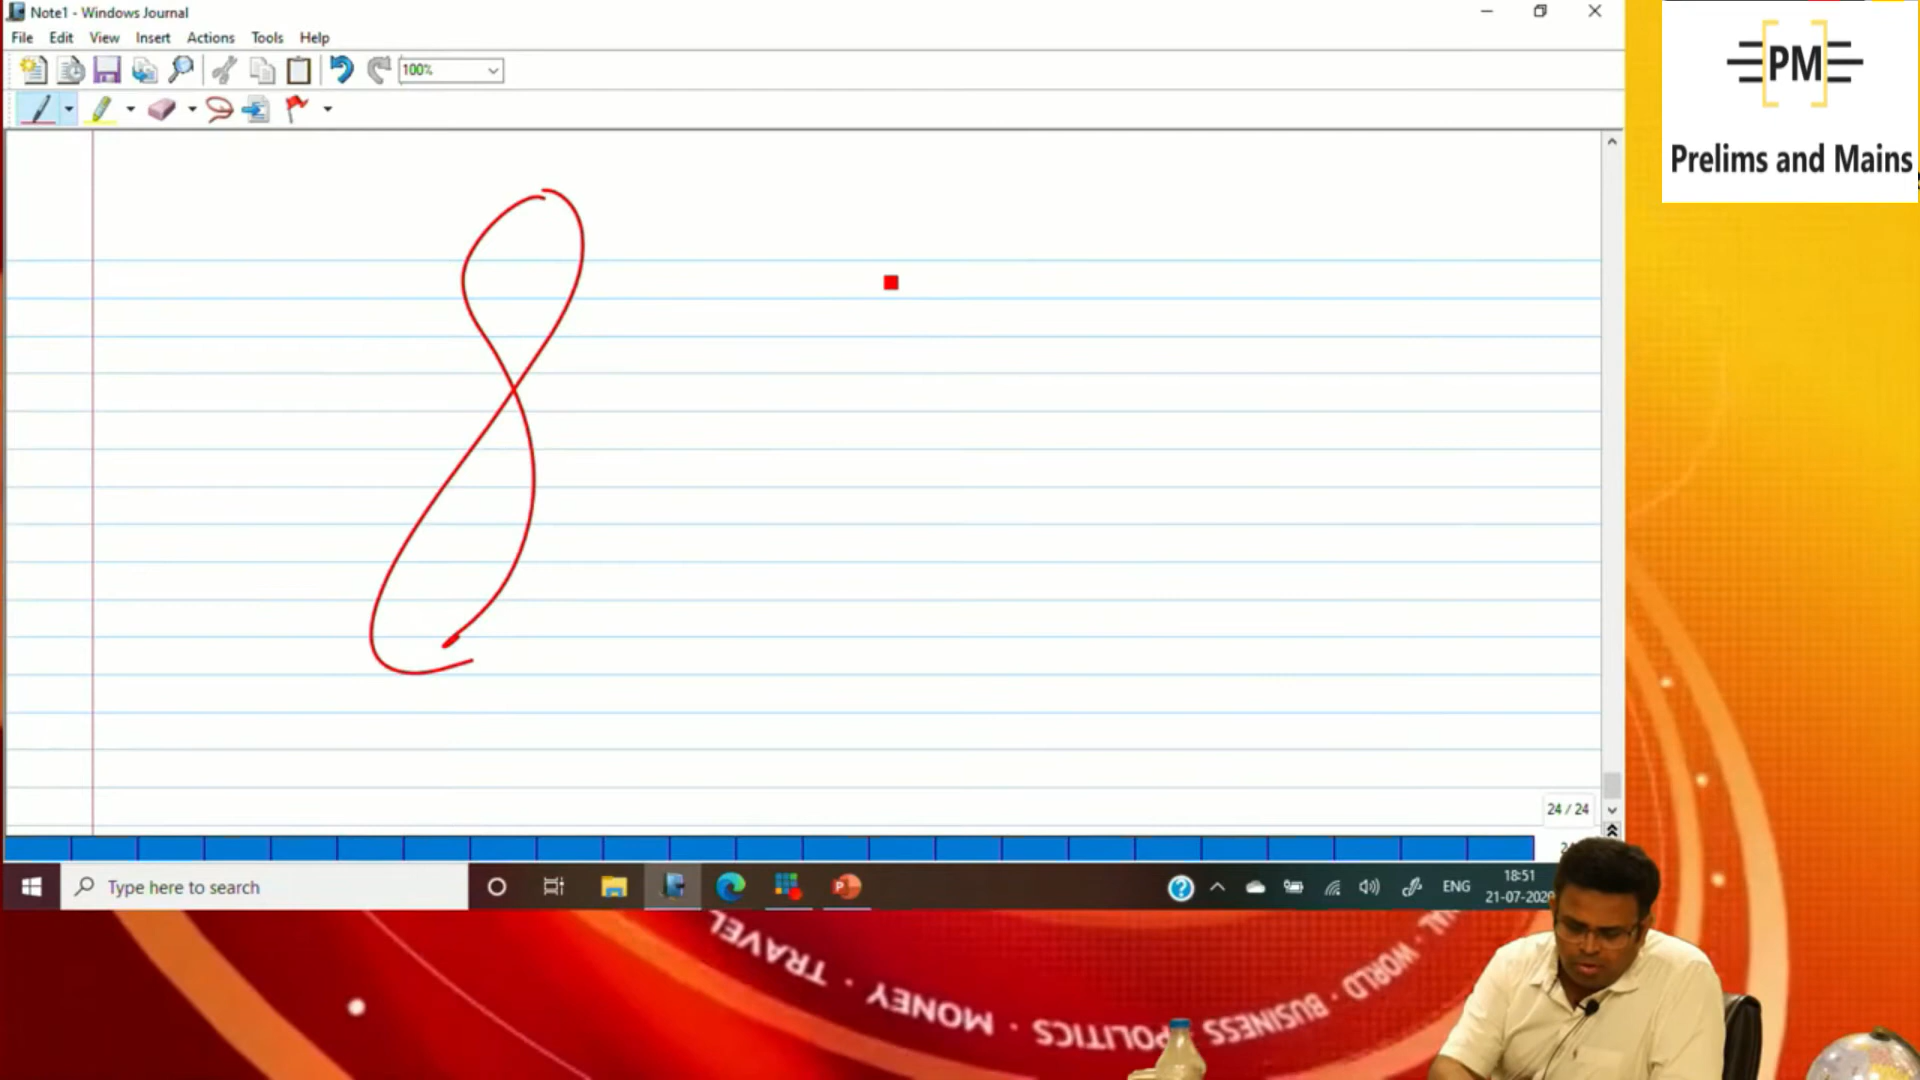 Note1 - Windows Journal
File Edit View Insert Actions Tools Help
100%
PM
Prelims and Mains
8
24 / 24
Type here to search
ENG
18:51
21-07-2020
TRAVEL · MONEY · POLITICS · BUSINESS · WORLD ·